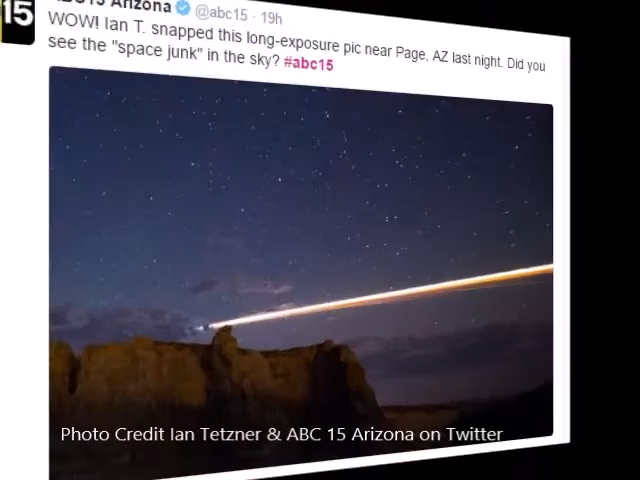 15
Arizona @abc15 · 19h
WOW! Ian T. snapped this long-exposure pic near Page, AZ last night. Did you
see the "space junk" in the sky? #abc15
Photo Credit Ian Tetzner & ABC 15 Arizona on Twitter